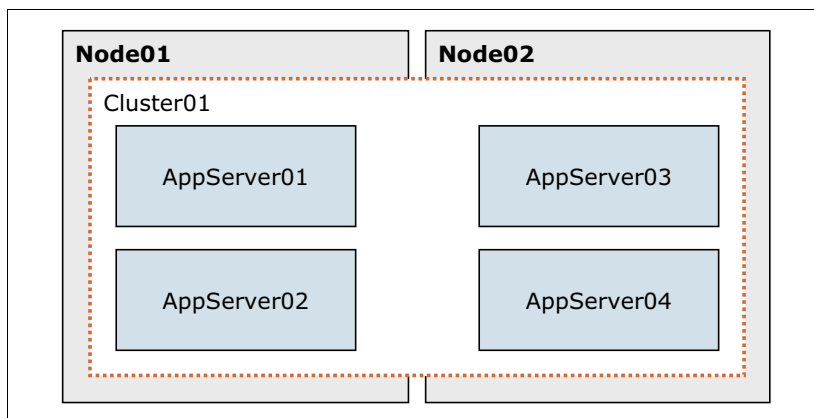 Node01
Node02
Cluster01
AppServer01
AppServer03
AppServer02
AppServer04